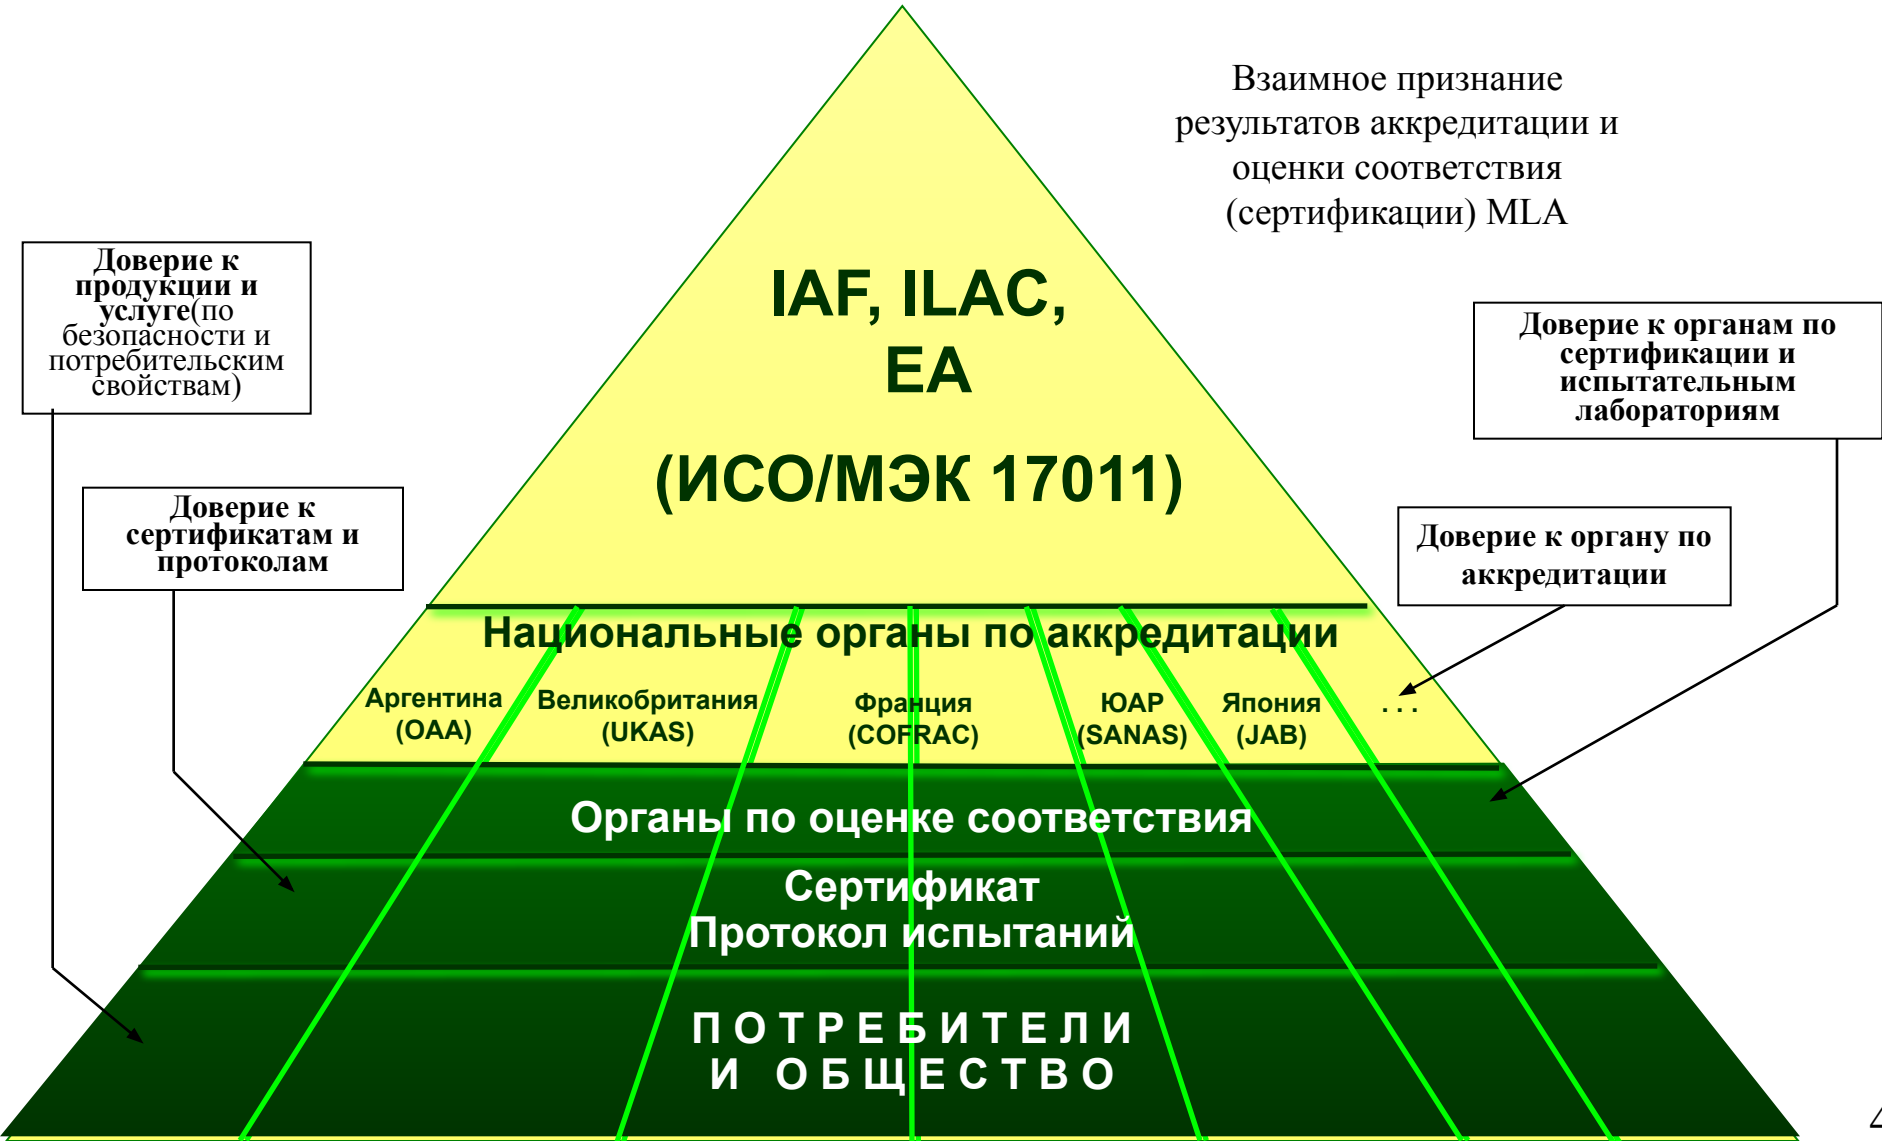 Взаимное признание
результатов аккредитации и
оценки соответствия
(сертификации) MLA
Доверие к
продукции и
услуге(по
безопасности и
потребительским
свойствам)
IAF, ILAC,
EA
(ИСО/МЭК 17011)
Доверие к органам по
сертификации и
испытательным
лабораториям
Доверие к
сертификатам и
протоколам
Доверие к органу по
аккредитации
Национальные органы по аккредитации
Аргентина
(ОАА)
Великобритания
(UKAS)
Франция
(COFRAC)
ЮАР
(SANAS)
Япония
(JAB)
. . .
Органы по оценке соответствия
Сертификат
Протокол испытаний
П О Т Р Е Б И Т Е Л И
И О Б Щ Е С Т В О